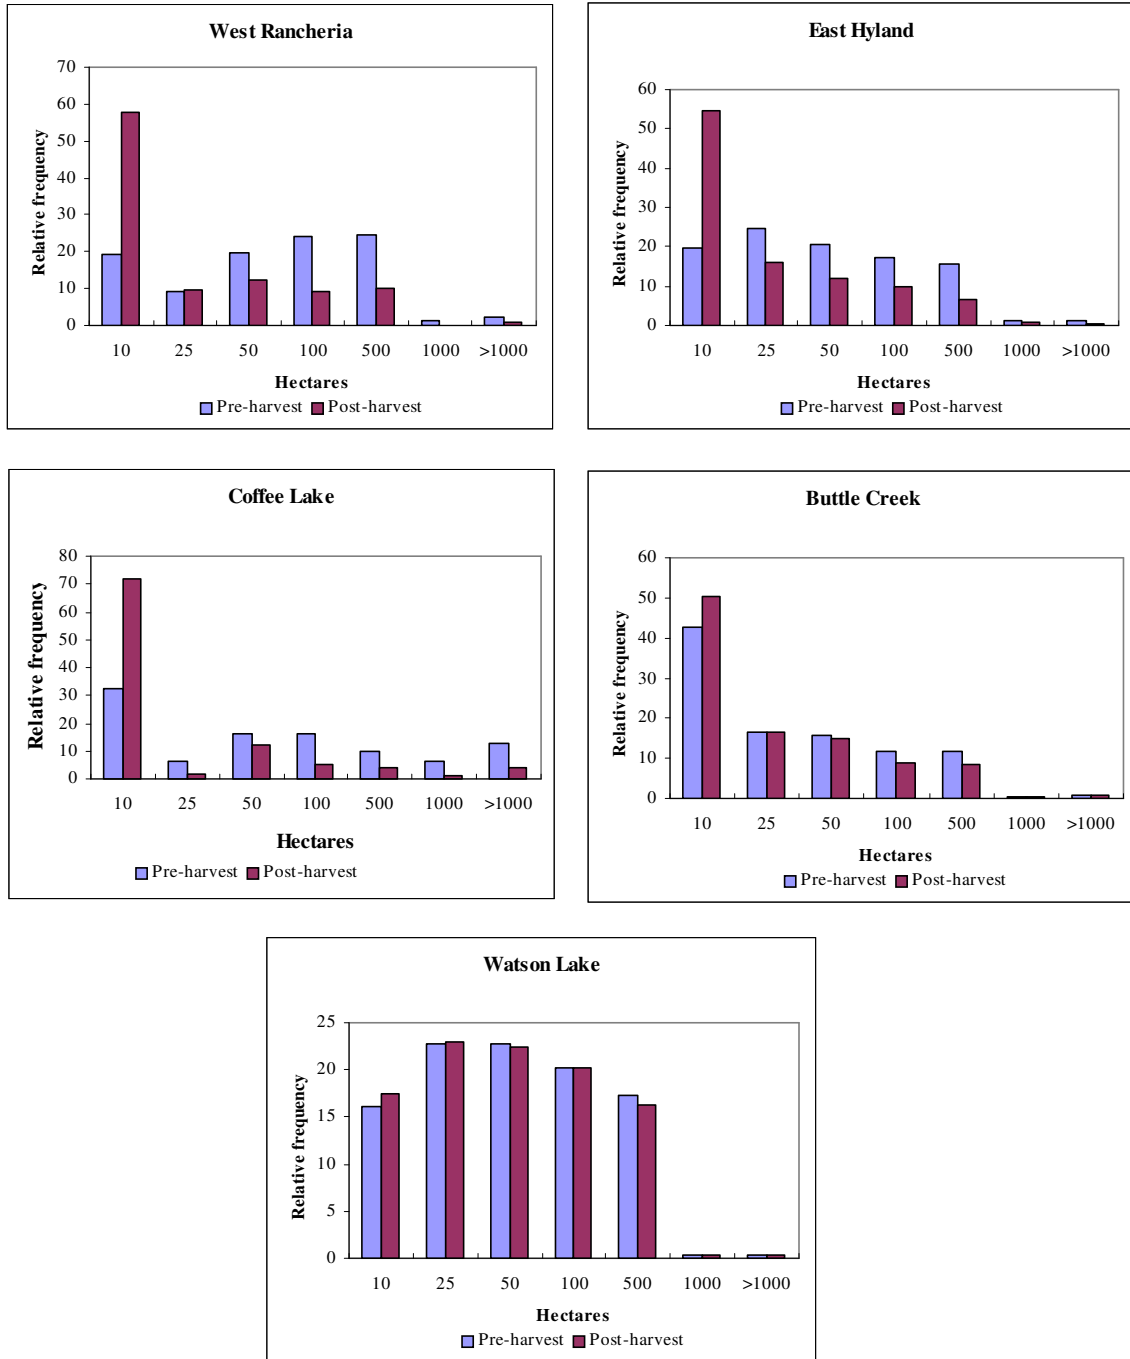 West Rancheria
Relative frequency
70
60
50
40
30
20
10
0
10 25 50 100 500 1000 >1000
Hectares
Pre-harvest Post-harvest
East Hyland
Relative frequency
60
50
40
30
20
10
0
10 25 50 100 500 1000 >1000
Hectares
Pre-harvest Post-harvest
Coffee Lake
Relative frequency
80
70
60
50
40
30
20
10
0
10 25 50 100 500 1000 >1000
Hectares
Pre-harvest Post-harvest
Buttle Creek
Relative frequency
60
50
40
30
20
10
0
10 25 50 100 500 1000 >1000
Hectares
Pre-harvest Post-harvest
Watson Lake
Relative frequency
25
20
15
10
5
0
10 25 50 100 500 1000 >1000
Hectares
Pre-harvest Post-harvest